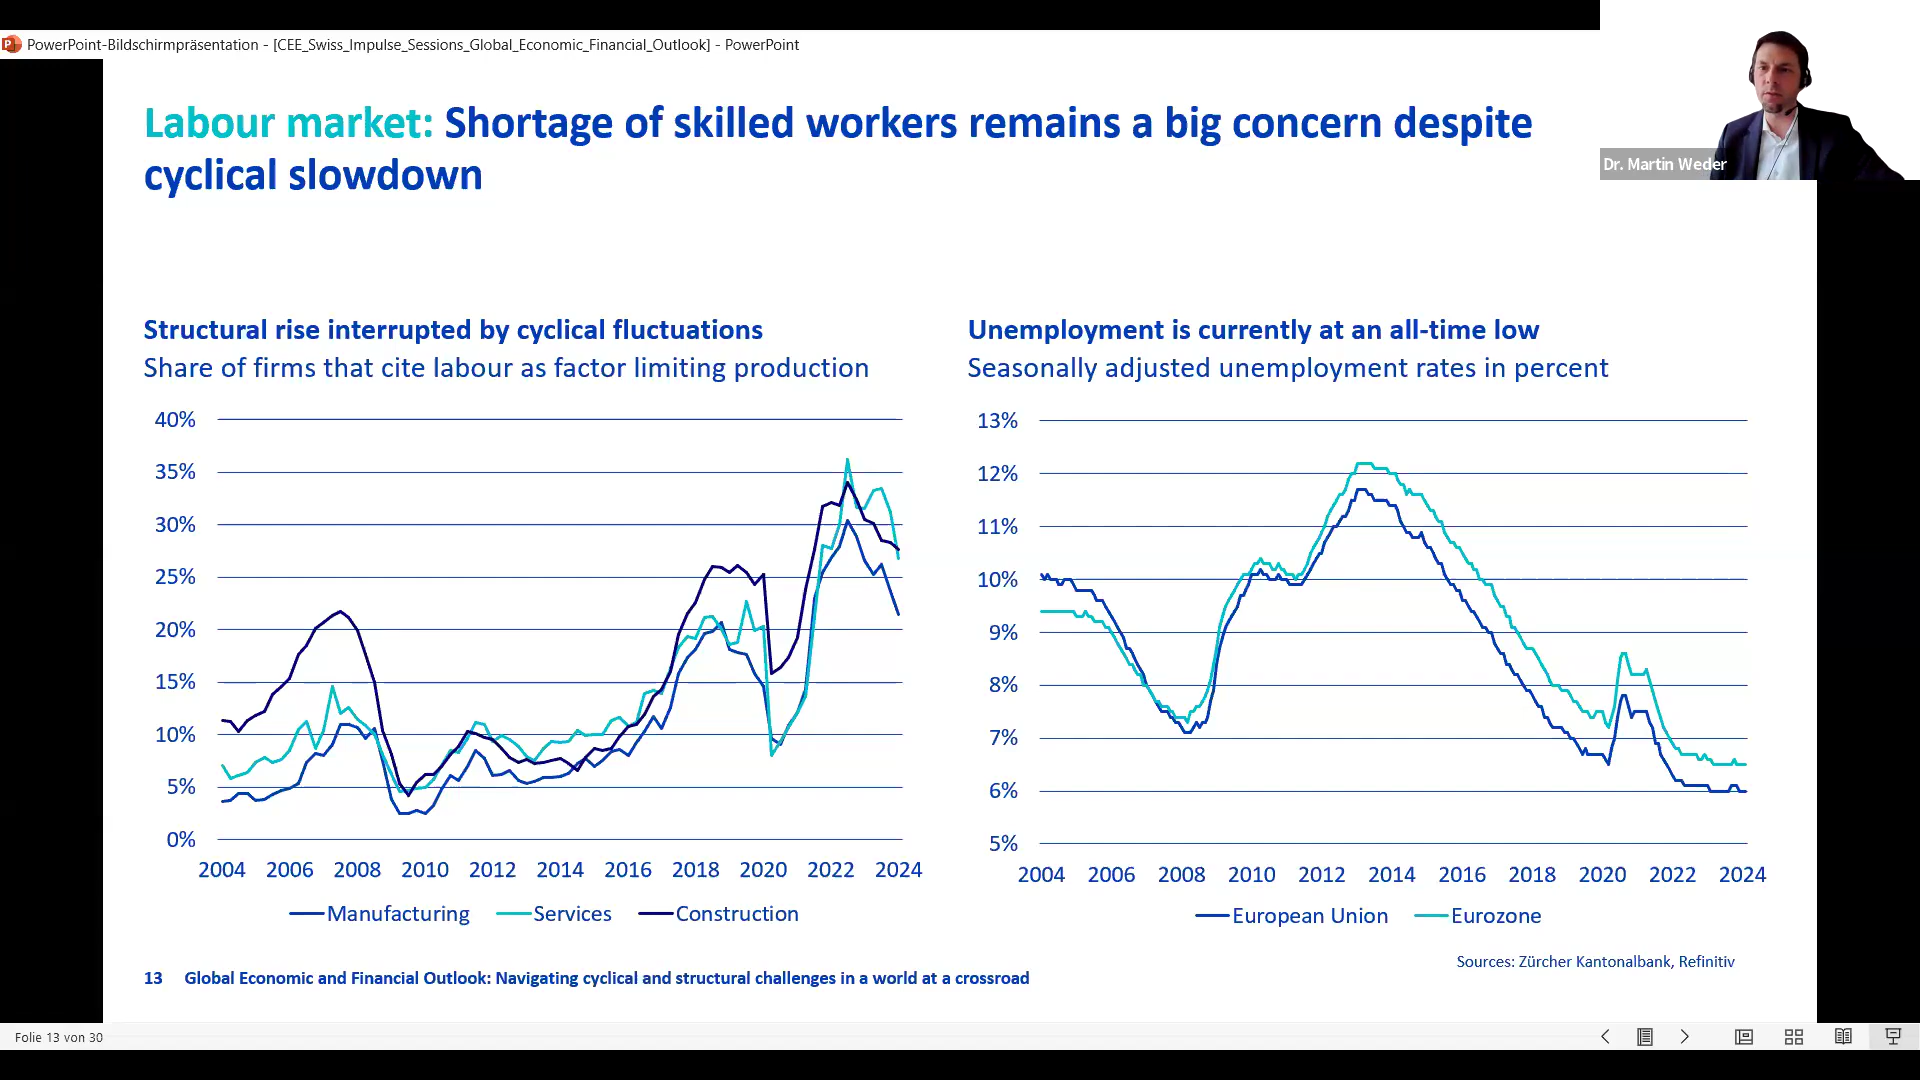 PowerPoint-Bildschirmpräsentation - [CEE_Swiss_Impulse_Sessions_Global_Economic_Financial_Outlook] - PowerPoint
Dr. Martin Weder
Labour market: Shortage of skilled workers remains a big concern despite
cyclical slowdown
Structural rise interrupted by cyclical fluctuations
Share of firms that cite labour as factor limiting production
40%
35%
30%
25%
20%
15%
10%
5%
0%
2004 2006 2008 2010 2012 2014 2016 2018 2020 2022 2024
Manufacturing Services Construction
Unemployment is currently at an all-time low
Seasonally adjusted unemployment rates in percent
13%
12%
11%
10%
9%
8%
7%
6%
5%
2004 2006 2008 2010 2012 2014 2016 2018 2020 2022 2024
European Union Eurozone
Sources: Zürcher Kantonalbank, Refinitiv
13 Global Economic and Financial Outlook: Navigating cyclical and structural challenges in a world at a crossroad
Folie 13 von 30